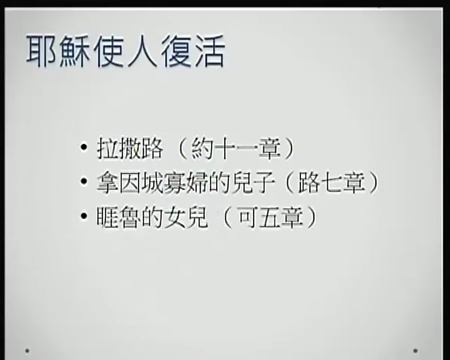 耶穌使人復活
• 拉撒路（約十一章）
• 拿因城寡婦的兒子（路七章）
• 睚魯的女兒（可五章）